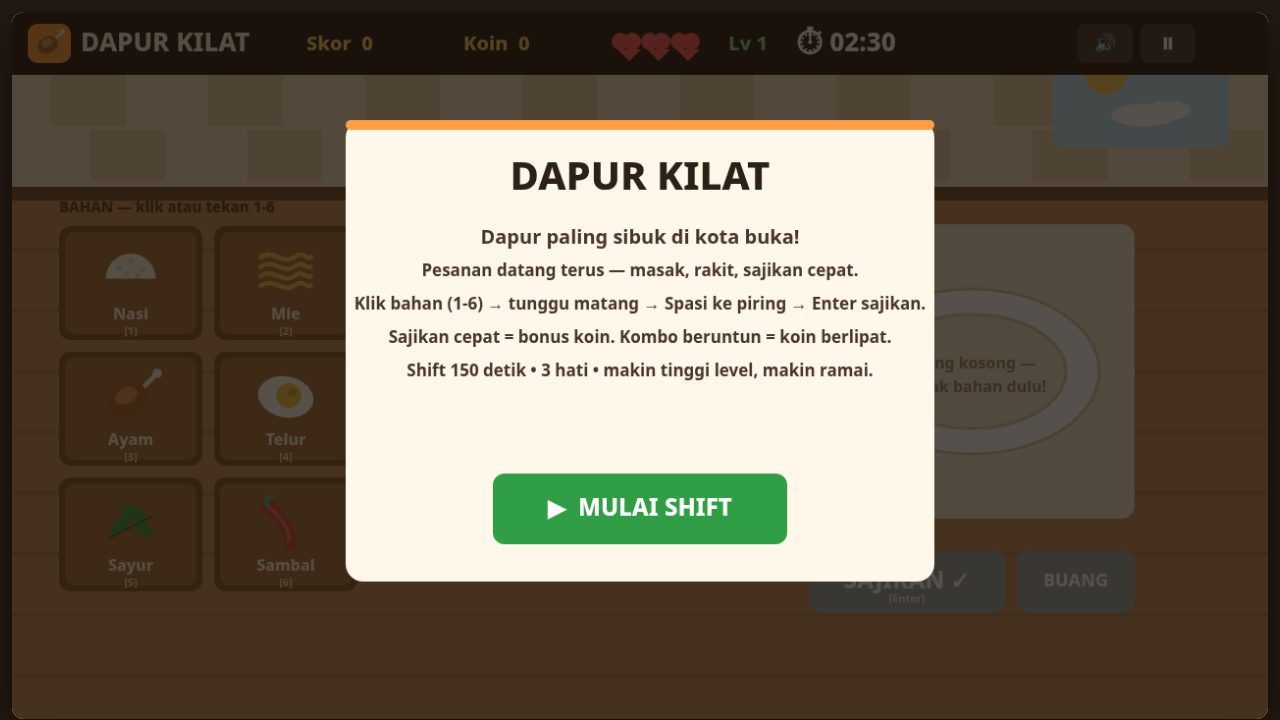 DAPUR KILAT
Skor 0
Koin 0
Lv 1
02:30
DAPUR KILAT
Dapur paling sibuk di kota buka!
Pesanan datang terus — masak, rakit, sajikan cepat.
Klik bahan (1-6) → tunggu matang → Spasi ke piring → Enter sajikan.
Sajikan cepat = bonus koin. Kombo beruntun = koin berlipat.
Shift 150 detik • 3 hati • makin tinggi level, makin ramai.
▶ MULAI SHIFT
BAHAN — klik atau tekan 1-6
Nasi
[1]
Mie
[2]
Ayam
[3]
Telur
[4]
Sayur
[5]
Sambal
[6]
kosong —
bahan dulu!
SAJIKAN ✓
[Enter]
BUANG